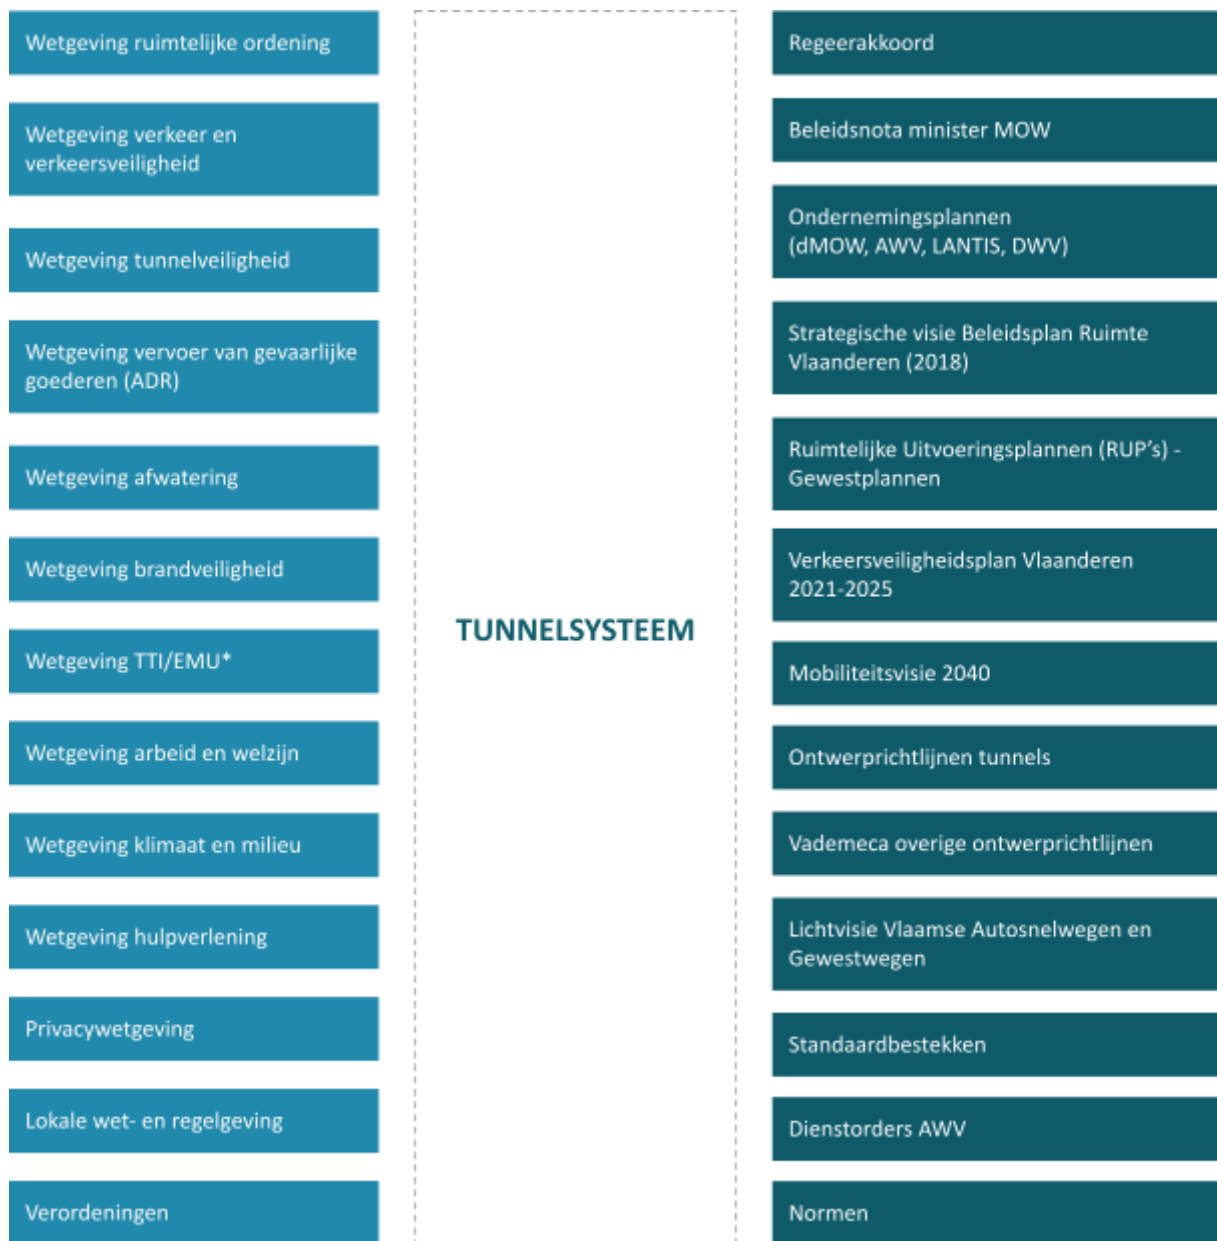 Wetgeving ruimtelijke ordening
Wetgeving verkeer en
verkeersveiligheid
Wetgeving tunnelveiligheid
Wetgeving vervoer van gevaarlijke
goederen (ADR)
Wetgeving afwatering
Wetgeving brandveiligheid
Wetgeving TTI/EMU*
Wetgeving arbeid en welzijn
Wetgeving klimaat en milieu
Wetgeving hulpverlening
Privacywetgeving
Lokale wet- en regelgeving
Verordeningen
TUNNELSYSTEEM
Regeerakkoord
Beleidsnota minister MOW
Ondernemingsplannen
(dMOW, AWV, LANTIS, DWV)
Strategische visie Beleidsplan Ruimte
Vlaanderen (2018)
Ruimtelijke Uitvoeringsplannen (RUP’s) -
Gewestplannen
Verkeersveiligheidsplan Vlaanderen
2021-2025
Mobiliteitsvisie 2040
Ontwerprichtlijnen tunnels
Vademeca overige ontwerprichtlijnen
Lichtvisie Vlaamse Autosnelwegen en
Gewestwegen
Standaardbestekken
Dienstorders AWV
Normen